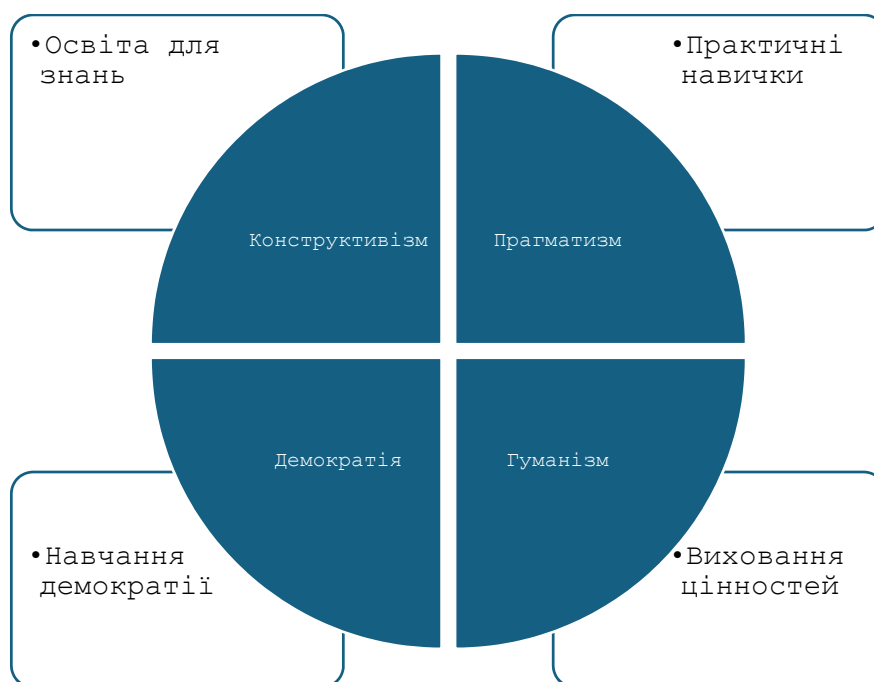 •Освіта для
знань
•Практичні
навички
Конструктивізм
Прагматизм
Демократія
Гуманізм
•Навчання
демократії
•Виховання
цінностей